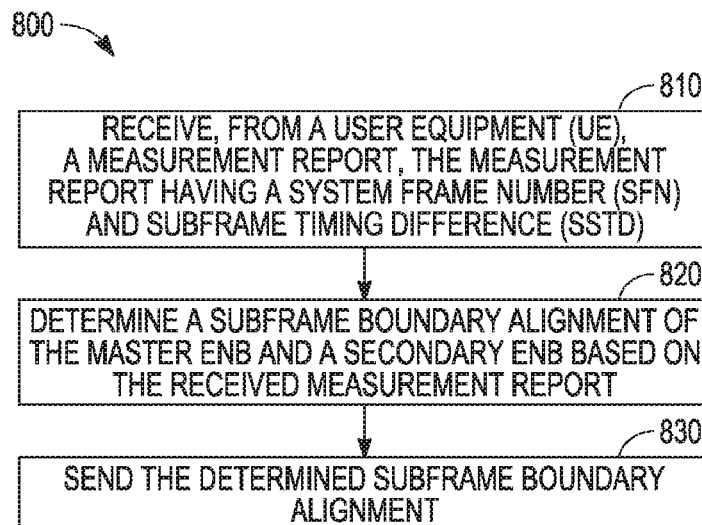 800
810
RECEIVE, FROM A USER EQUIPMENT (UE),
A MEASUREMENT REPORT, THE MEASUREMENT
REPORT HAVING A SYSTEM FRAME NUMBER (SFN)
AND SUBFRAME TIMING DIFFERENCE (SSTD)
820
DETERMINE A SUBFRAME BOUNDARY ALIGNMENT OF
THE MASTER ENB AND A SECONDARY ENB BASED ON
THE RECEIVED MEASUREMENT REPORT
830
SEND THE DETERMINED SUBFRAME BOUNDARY
ALIGNMENT